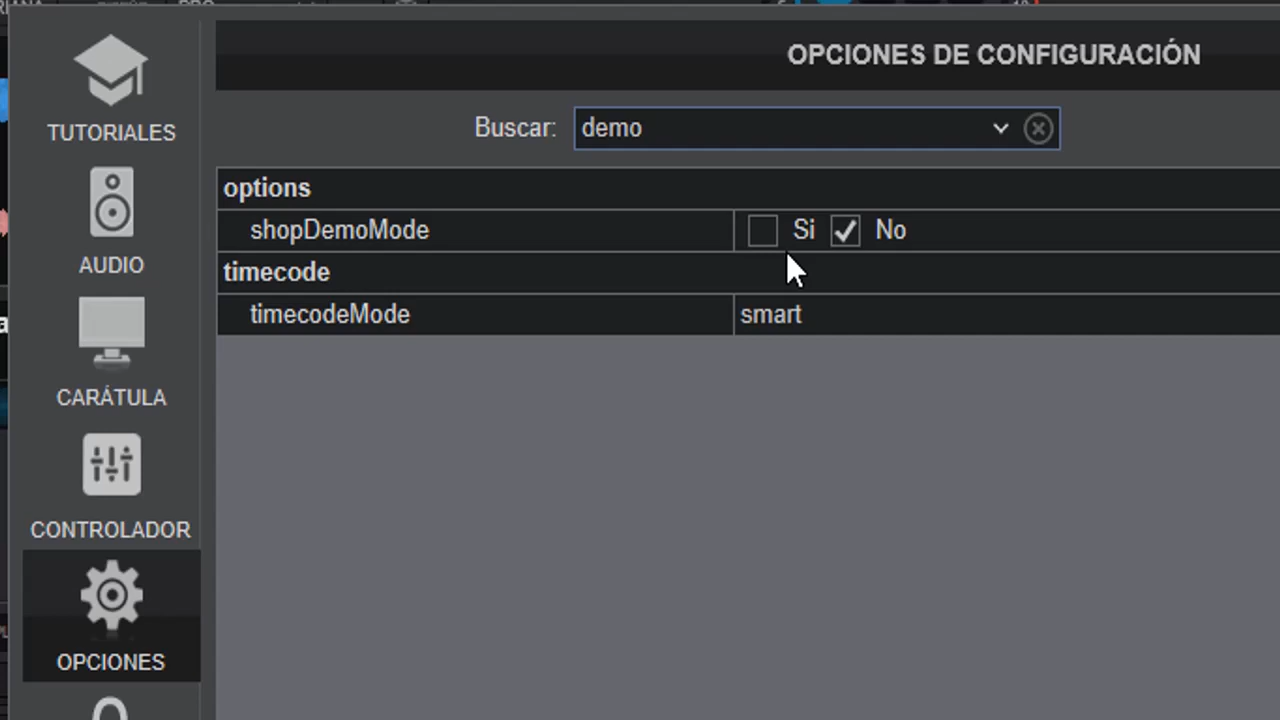 OPCIONES DE CONFIGURACIÓN
TUTORIALES
Buscar: demo
options
shopDemoMode Si No
AUDIO
timecode
timecodeMode smart
CARÁTULA
CONTROLADOR
OPCIONES